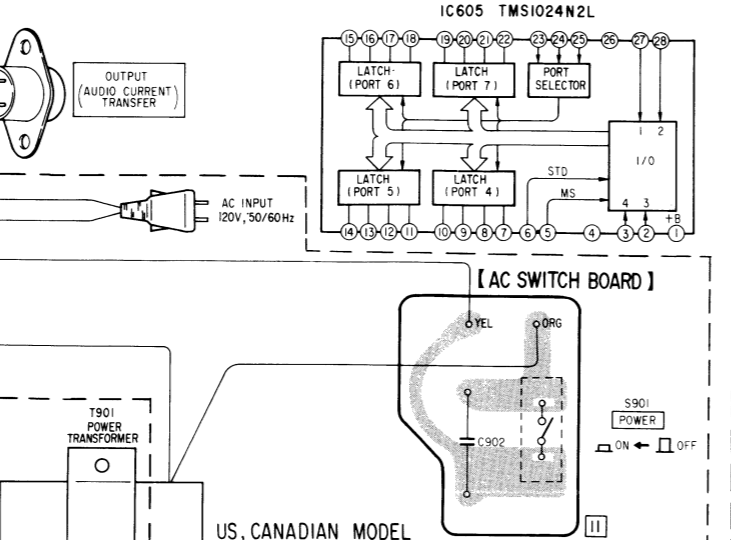 IC605 TMS1024N2L
15 16 17 18 19 20 21 22 23 24 25 26 27 28
LATCH
(PORT 6)
LATCH
(PORT 7)
PORT
SELECTOR
1 2
I/O
4 3
STD
MS
+B
LATCH
(PORT 5)
LATCH
(PORT 4)
14 13 12 11 10 9 8 7 6 5 4 3 2 1
OUTPUT
(AUDIO CURRENT
TRANSFER)
AC INPUT
120V, 50/60Hz
【AC SWITCH BOARD】
YEL
ORG
C902
S901
POWER
ON ← OFF
T901
POWER
TRANSFORMER
US, CANADIAN MODEL
11